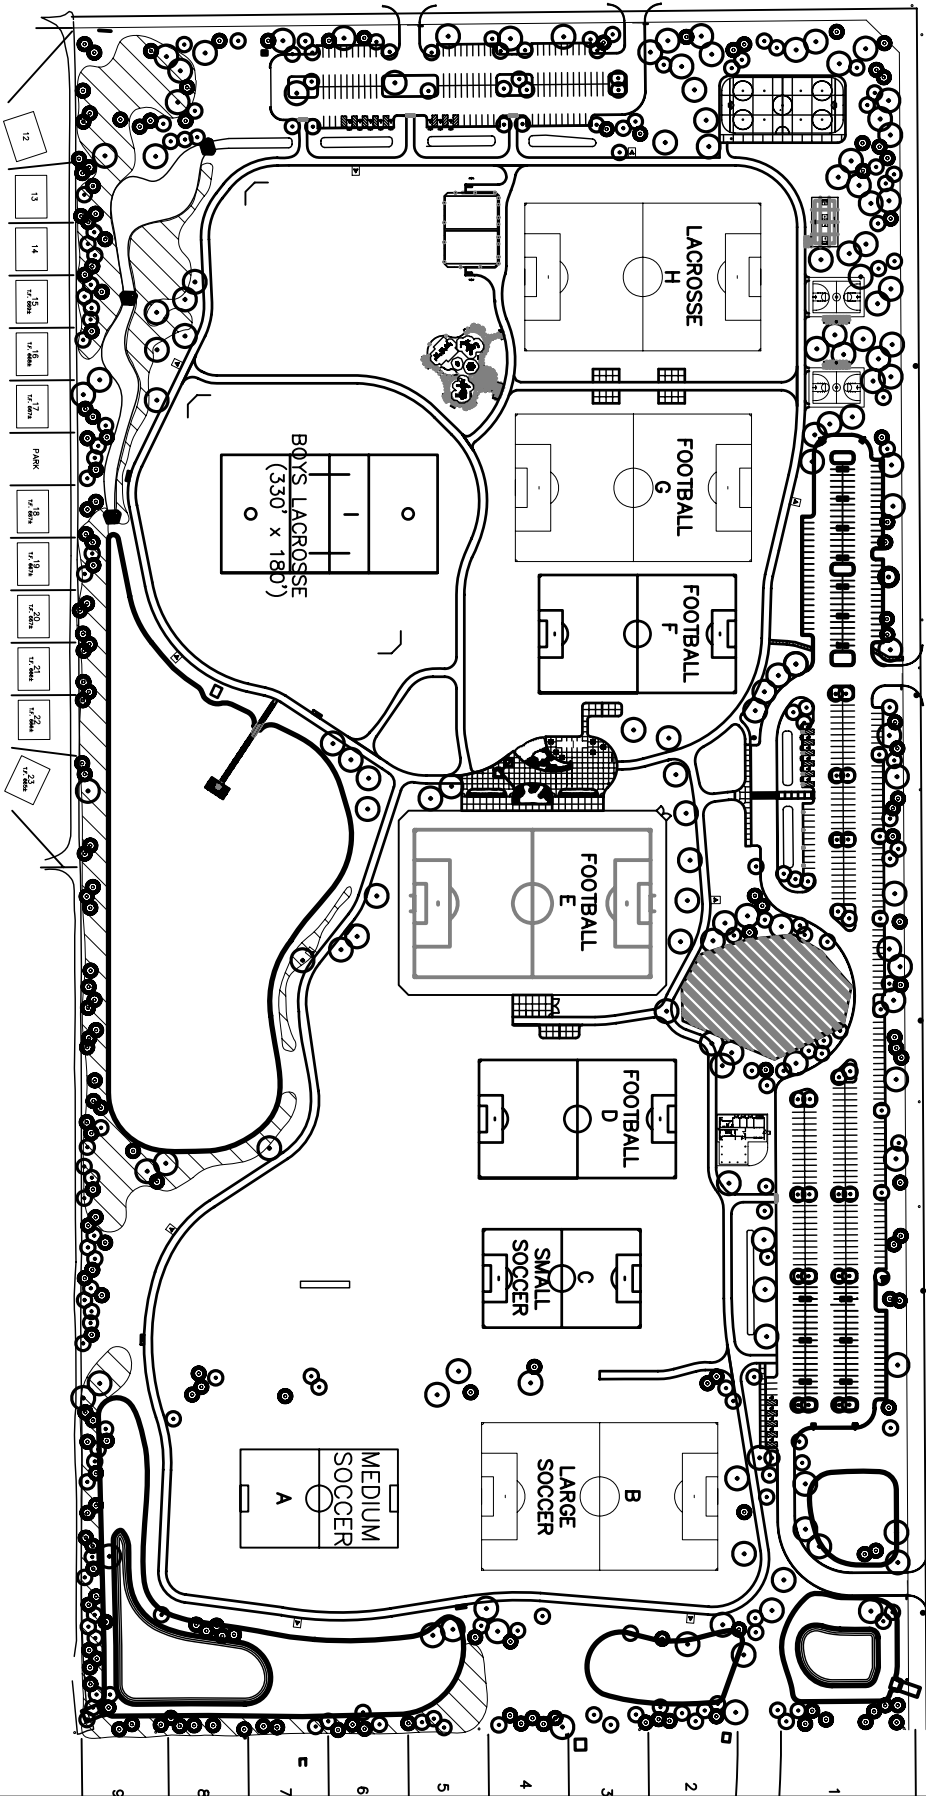 12
13
14
15
16
17
PARK
18
19
20
21
22
23
LACROSSE
H
FOOTBALL
G
BOYS LACROSSE
(330' x 180')
FOOTBALL
F
FOOTBALL
E
FOOTBALL
D
SMALL
SOCCER
C
MEDIUM
SOCCER
A
LARGE
SOCCER
B
9
8
7
6
5
4
3
2
1